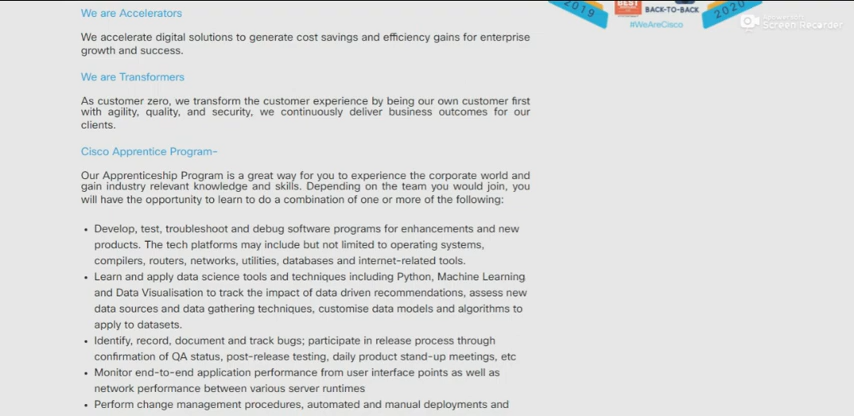 We are Accelerators
We accelerate digital solutions to generate cost savings and efficiency gains for enterprise
growth and success.
We are Transformers
As customer zero, we transform the customer experience by being our own customer first
with agility, quality, and security, we continuously deliver business outcomes for our
clients.
Cisco Apprentice Program-
Our Apprenticeship Program is a great way for you to experience the corporate world and
gain industry relevant knowledge and skills. Depending on the team you would join, you
will have the opportunity to learn to do a combination of one or more of the following:
• Develop, test, troubleshoot and debug software programs for enhancements and new
products. The tech platforms may include but not limited to operating systems,
compilers, routers, networks, utilities, databases and internet-related tools.
• Learn and apply data science tools and techniques including Python, Machine Learning
and Data Visualisation to track the impact of data driven recommendations, assess new
data sources and data gathering techniques, customise data models and algorithms to
apply to datasets.
• Identify, record, document and track bugs; participate in release process through
confirmation of QA status, post-release testing, daily product stand-up meetings, etc
• Monitor end-to-end application performance from user interface points as well as
network performance between various server runtimes
• Perform change management procedures, automated and manual deployments and
2019
BEST
BACK-TO-BACK
2020
#WeAreCisco
Screen Recorder